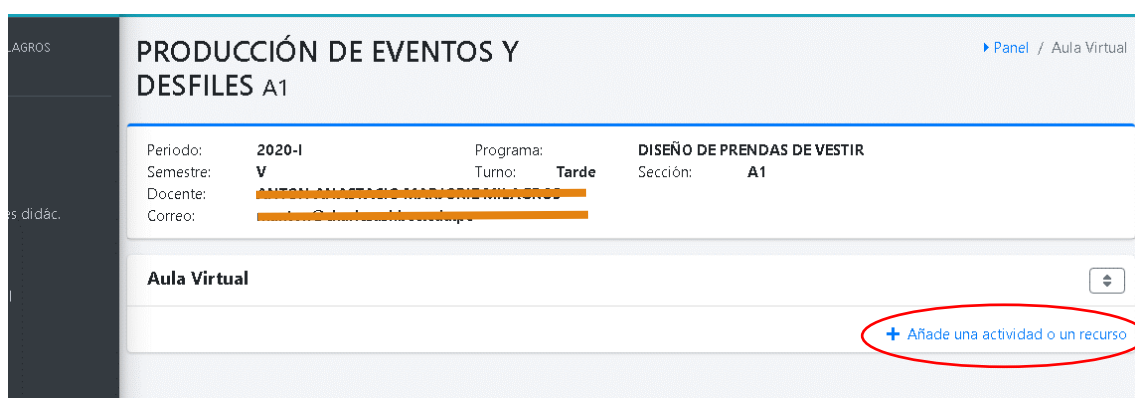 LAGROS
PRODUCCIÓN DE EVENTOS Y
DESFILES A1
Panel / Aula Virtual
Periodo: 2020-I Programa: DISEÑO DE PRENDAS DE VESTIR
Semestre: V Turno: Tarde Sección: A1
Docente:
Correo:
es didác.
Aula Virtual
+ Añade una actividad o un recurso